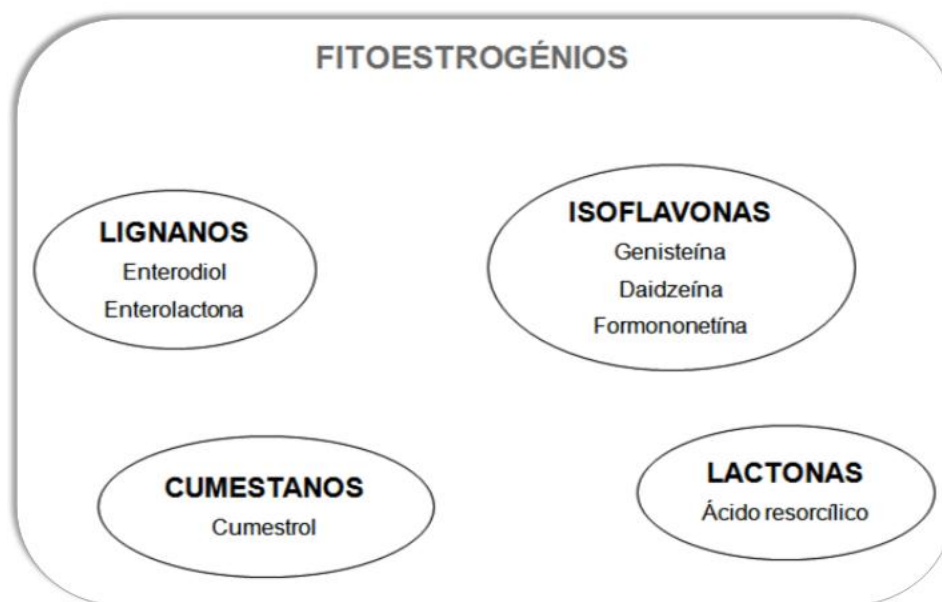 FITOESTROGÉNIOS
LIGNANOS
Enterodiol
Enterolactona
ISOFLAVONAS
Genisteína
Daidzeína
Formononetína
CUMESTANOS
Cumestrol
LACTONAS
Ácido resorcílico